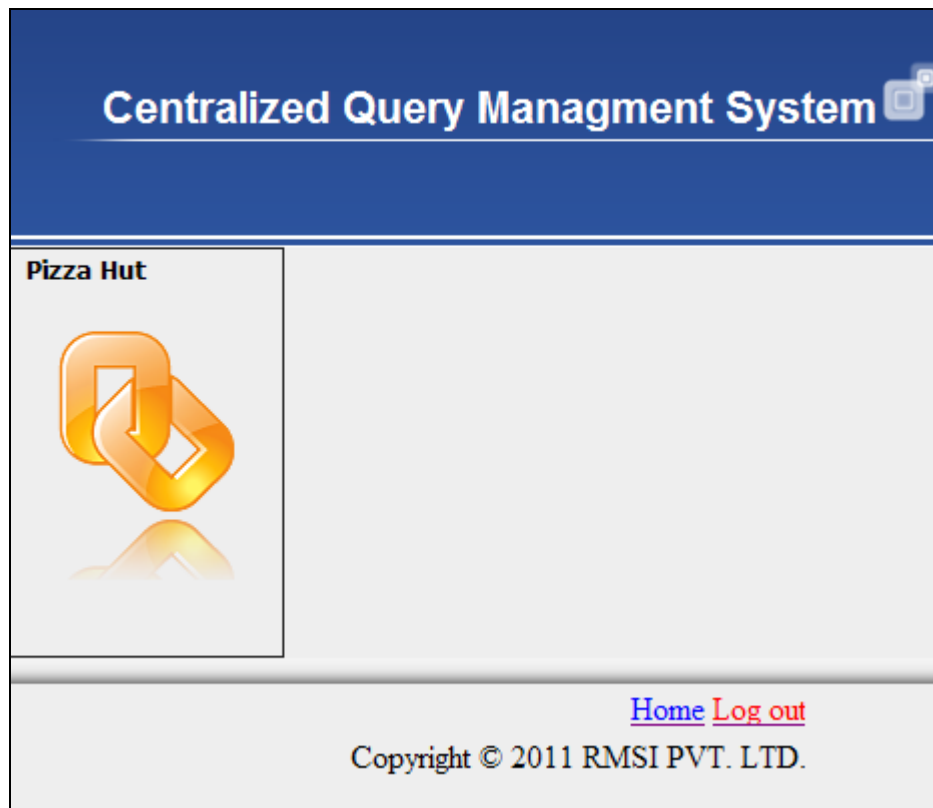 Centralized Query Managment System
Pizza Hut
Home Log out
Copyright © 2011 RMSI PVT. LTD.